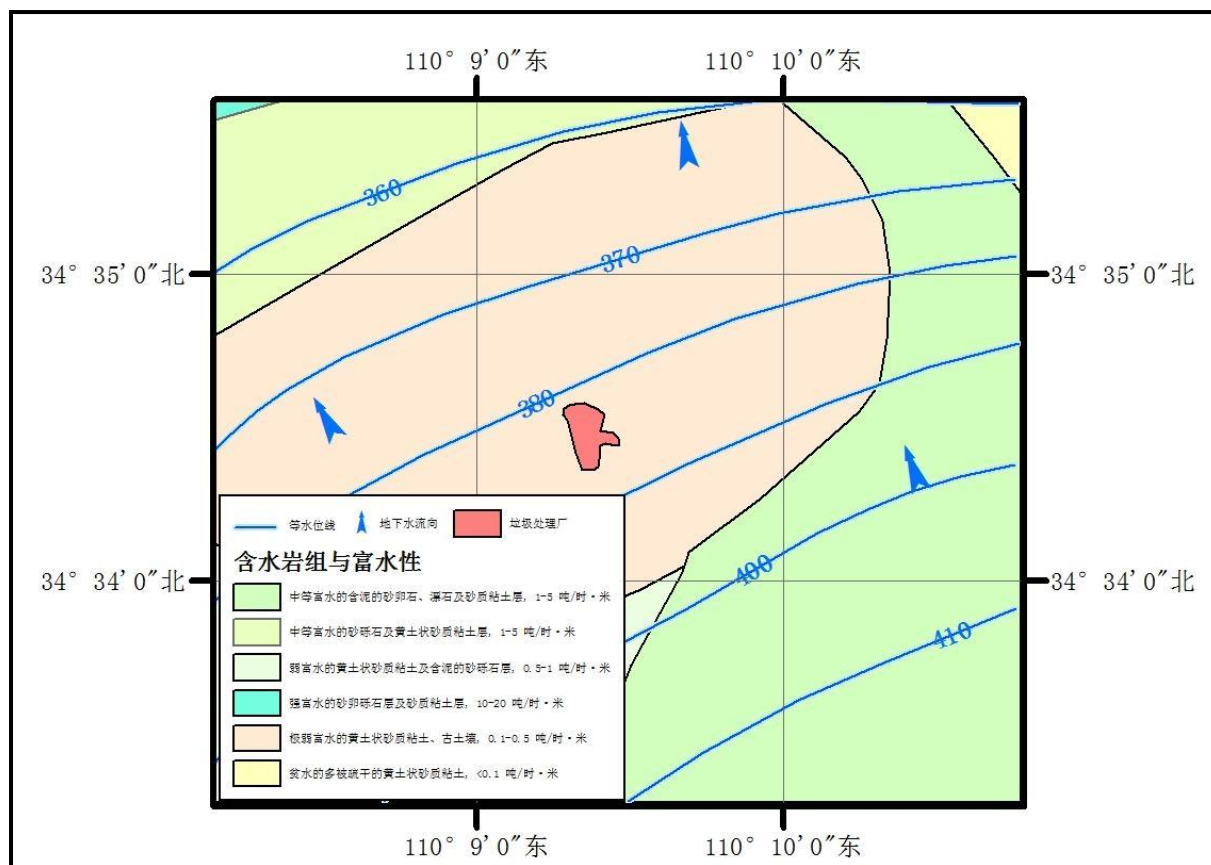 110° 9'0"东 110° 10'0"东
360
370
34° 35'0"北 34° 35'0"北
380
等水位线 地下水流向 垃圾处理厂
含水岩组与富水性
34° 34'0"北 34° 34'0"北
400
中等富水的含泥的砂卵石、漂石及砂质粘土层, 1-5 吨/时·米
中等富水的砂砾石及黄土状砂质粘土层, 1-5 吨/时·米
410
弱富水的黄土状砂质粘土及含泥的砂砾石层, 0.5-1 吨/时·米
强富水的砂卵砾石层及砂质粘土层, 10-20 吨/时·米
极弱富水的黄土状砂质粘土、古土壤, 0.1-0.5 吨/时·米
贫水的多被疏干的黄土状砂质粘土, <0.1 吨/时·米
110° 9'0"东 110° 10'0"东